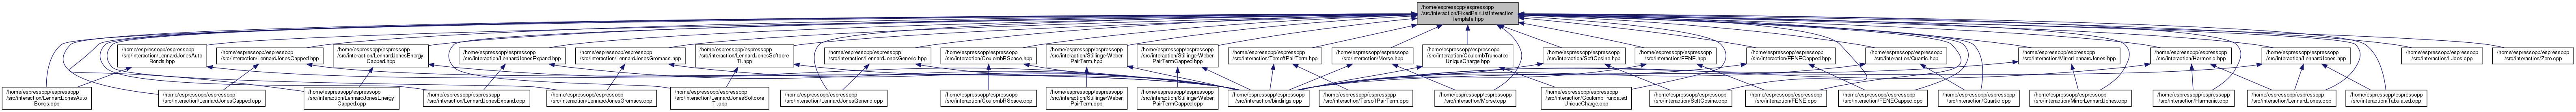 /home/espressopp/espressopp
/src/interaction/FixedPairListInteraction
Template.hpp
/home/espressopp/espressopp
/src/interaction/LennardJonesAuto
Bonds.hpp
/home/espressopp/espressopp
/src/interaction/LennardJonesCapped.hpp
/home/espressopp/espressopp
/src/interaction/LennardJonesEnergy
Capped.hpp
/home/espressopp/espressopp
/src/interaction/LennardJonesExpand.hpp
/home/espressopp/espressopp
/src/interaction/LennardJonesGromacs.hpp
/home/espressopp/espressopp
/src/interaction/LennardJonesSoftcore
TI.hpp
/home/espressopp/espressopp
/src/interaction/LennardJonesGeneric.hpp
/home/espressopp/espressopp
/src/interaction/CoulombRSpace.hpp
/home/espressopp/espressopp
/src/interaction/StillingerWeber
PairTerm.hpp
/home/espressopp/espressopp
/src/interaction/StillingerWeber
PairTermCapped.hpp
/home/espressopp/espressopp
/src/interaction/TersoffPairTerm.hpp
/home/espressopp/espressopp
/src/interaction/Morse.hpp
/home/espressopp/espressopp
/src/interaction/CoulombTruncated
UniqueCharge.hpp
/home/espressopp/espressopp
/src/interaction/SoftCosine.hpp
/home/espressopp/espressopp
/src/interaction/FENE.hpp
/home/espressopp/espressopp
/src/interaction/FENECapped.hpp
/home/espressopp/espressopp
/src/interaction/Quartic.hpp
/home/espressopp/espressopp
/src/interaction/MirrorLennardJones.hpp
/home/espressopp/espressopp
/src/interaction/Harmonic.hpp
/home/espressopp/espressopp
/src/interaction/LennardJones.hpp
/home/espressopp/espressopp
/src/interaction/LJcos.cpp
/home/espressopp/espressopp
/src/interaction/Zero.cpp
/home/espressopp/espressopp
/src/interaction/LennardJonesAuto
Bonds.cpp
/home/espressopp/espressopp
/src/interaction/LennardJonesCapped.cpp
/home/espressopp/espressopp
/src/interaction/LennardJonesEnergy
Capped.cpp
/home/espressopp/espressopp
/src/interaction/LennardJonesExpand.cpp
/home/espressopp/espressopp
/src/interaction/LennardJonesGromacs.cpp
/home/espressopp/espressopp
/src/interaction/LennardJonesSoftcore
TI.cpp
/home/espressopp/espressopp
/src/interaction/LennardJonesGeneric.cpp
/home/espressopp/espressopp
/src/interaction/CoulombRSpace.cpp
/home/espressopp/espressopp
/src/interaction/StillingerWeber
PairTerm.cpp
/home/espressopp/espressopp
/src/interaction/StillingerWeber
PairTermCapped.cpp
/home/espressopp/espressopp
/src/interaction/bindings.cpp
/home/espressopp/espressopp
/src/interaction/TersoffPairTerm.cpp
/home/espressopp/espressopp
/src/interaction/Morse.cpp
/home/espressopp/espressopp
/src/interaction/CoulombTruncated
UniqueCharge.cpp
/home/espressopp/espressopp
/src/interaction/SoftCosine.cpp
/home/espressopp/espressopp
/src/interaction/FENE.cpp
/home/espressopp/espressopp
/src/interaction/FENECapped.cpp
/home/espressopp/espressopp
/src/interaction/Quartic.cpp
/home/espressopp/espressopp
/src/interaction/MirrorLennardJones.cpp
/home/espressopp/espressopp
/src/interaction/Harmonic.cpp
/home/espressopp/espressopp
/src/interaction/LennardJones.cpp
/home/espressopp/espressopp
/src/interaction/Tabulated.cpp